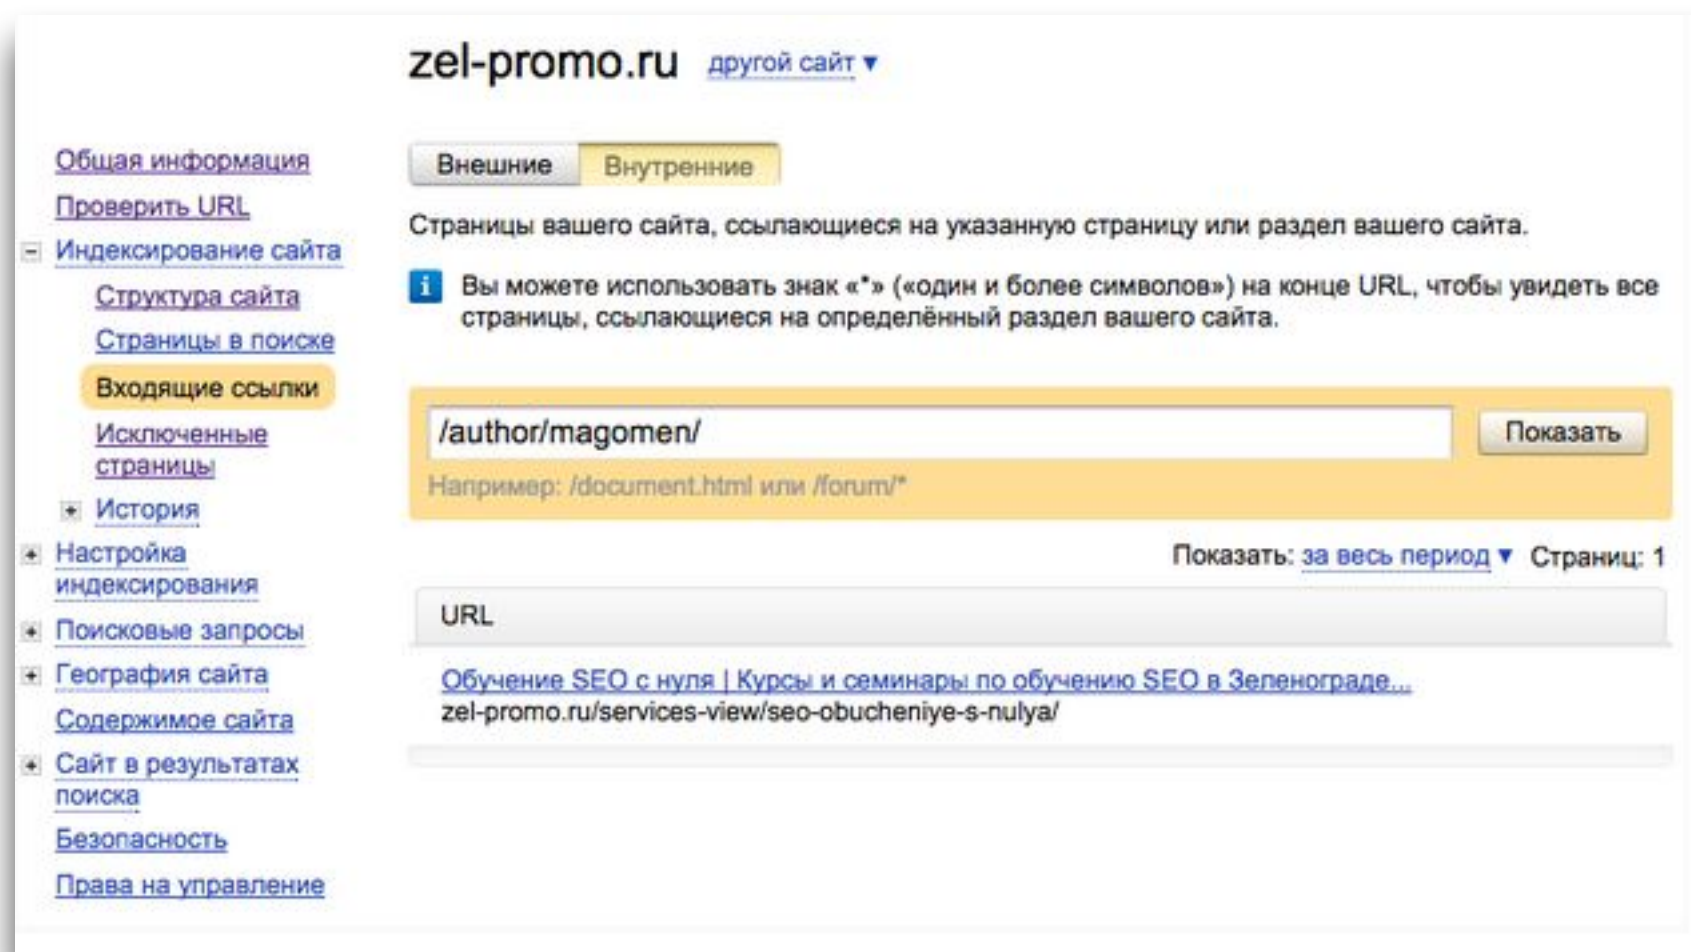 zel-promo.ru другой сайт ▼
Общая информация
Проверить URL
Индексирование сайта
Структура сайта
Страницы в поиске
Входящие ссылки
Исключенные
страницы
История
Настройка
индексирования
Поисковые запросы
География сайта
Содержимое сайта
Сайт в результатах
поиска
Безопасность
Права на управление
Внешние Внутренние
Страницы вашего сайта, ссылающиеся на указанную страницу или раздел вашего сайта.
Вы можете использовать знак «*» («один и более символов») на конце URL, чтобы увидеть все
страницы, ссылающиеся на определённый раздел вашего сайта.
/author/magomen/ Показать
Например: /document.html или /forum/*
Показать: за весь период ▼ Страниц: 1
URL
Обучение SEO с нуля | Курсы и семинары по обучению SEO в Зеленограде...
zel-promo.ru/services-view/seo-obucheniye-s-nulya/